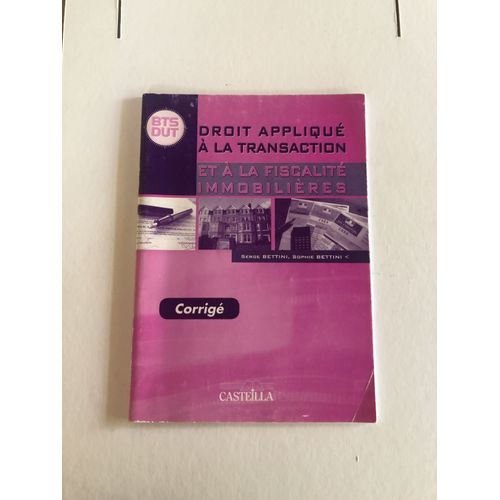 BTS
DUT
DROIT APPLIQUÉ
À LA TRANSACTION
ET À LA FISCALITÉ
IMMOBILIÈRES
SERGE BETTINI, SOPHIE BETTINI <
Corrigé
CASTEILLA